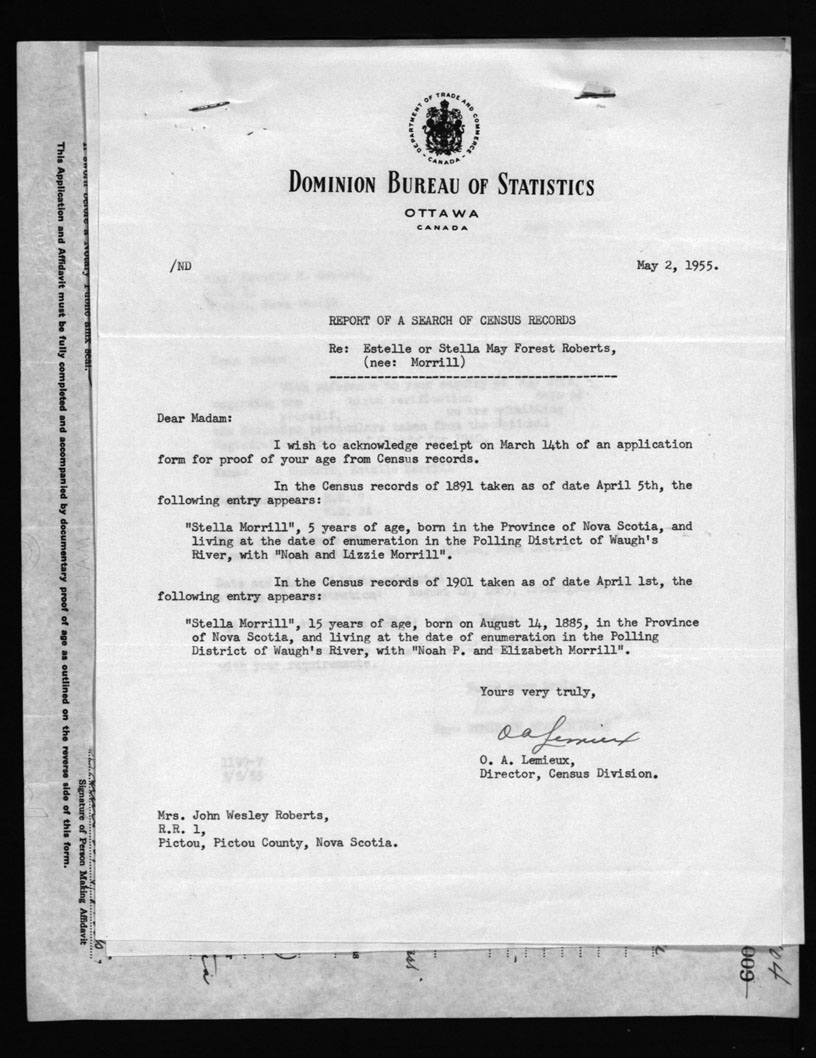 DEPARTMENT OF TRADE AND COMMERCE
- CANADA -
DOMINION BUREAU OF STATISTICS
OTTAWA
CANADA
/ND
May 2, 1955.
REPORT OF A SEARCH OF CENSUS RECORDS
Re: Estelle or Stella May Forest Roberts,
(nee: Morrill)
Dear Madam:
I wish to acknowledge receipt on March 14th of an application
form for proof of your age from Census records.
In the Census records of 1891 taken as of date April 5th, the
following entry appears:
"Stella Morrill", 5 years of age, born in the Province of Nova Scotia, and
living at the date of enumeration in the Polling District of Waugh's
River, with "Noah and Lizzie Morrill".
In the Census records of 1901 taken as of date April 1st, the
following entry appears:
"Stella Morrill", 15 years of age, born on August 14, 1885, in the Province
of Nova Scotia, and living at the date of enumeration in the Polling
District of Waugh's River, with "Noah P. and Elizabeth Morrill".
Yours very truly,
O A Lemieux
O. A. Lemieux,
Director, Census Division.
Mrs. John Wesley Roberts,
R.R. 1,
Pictou, Pictou County, Nova Scotia.
This Application and Affidavit must be fully completed and accompanied by documentary proof of age as outlined on the reverse side of this form.
Signature of Person Making Affidavit
609